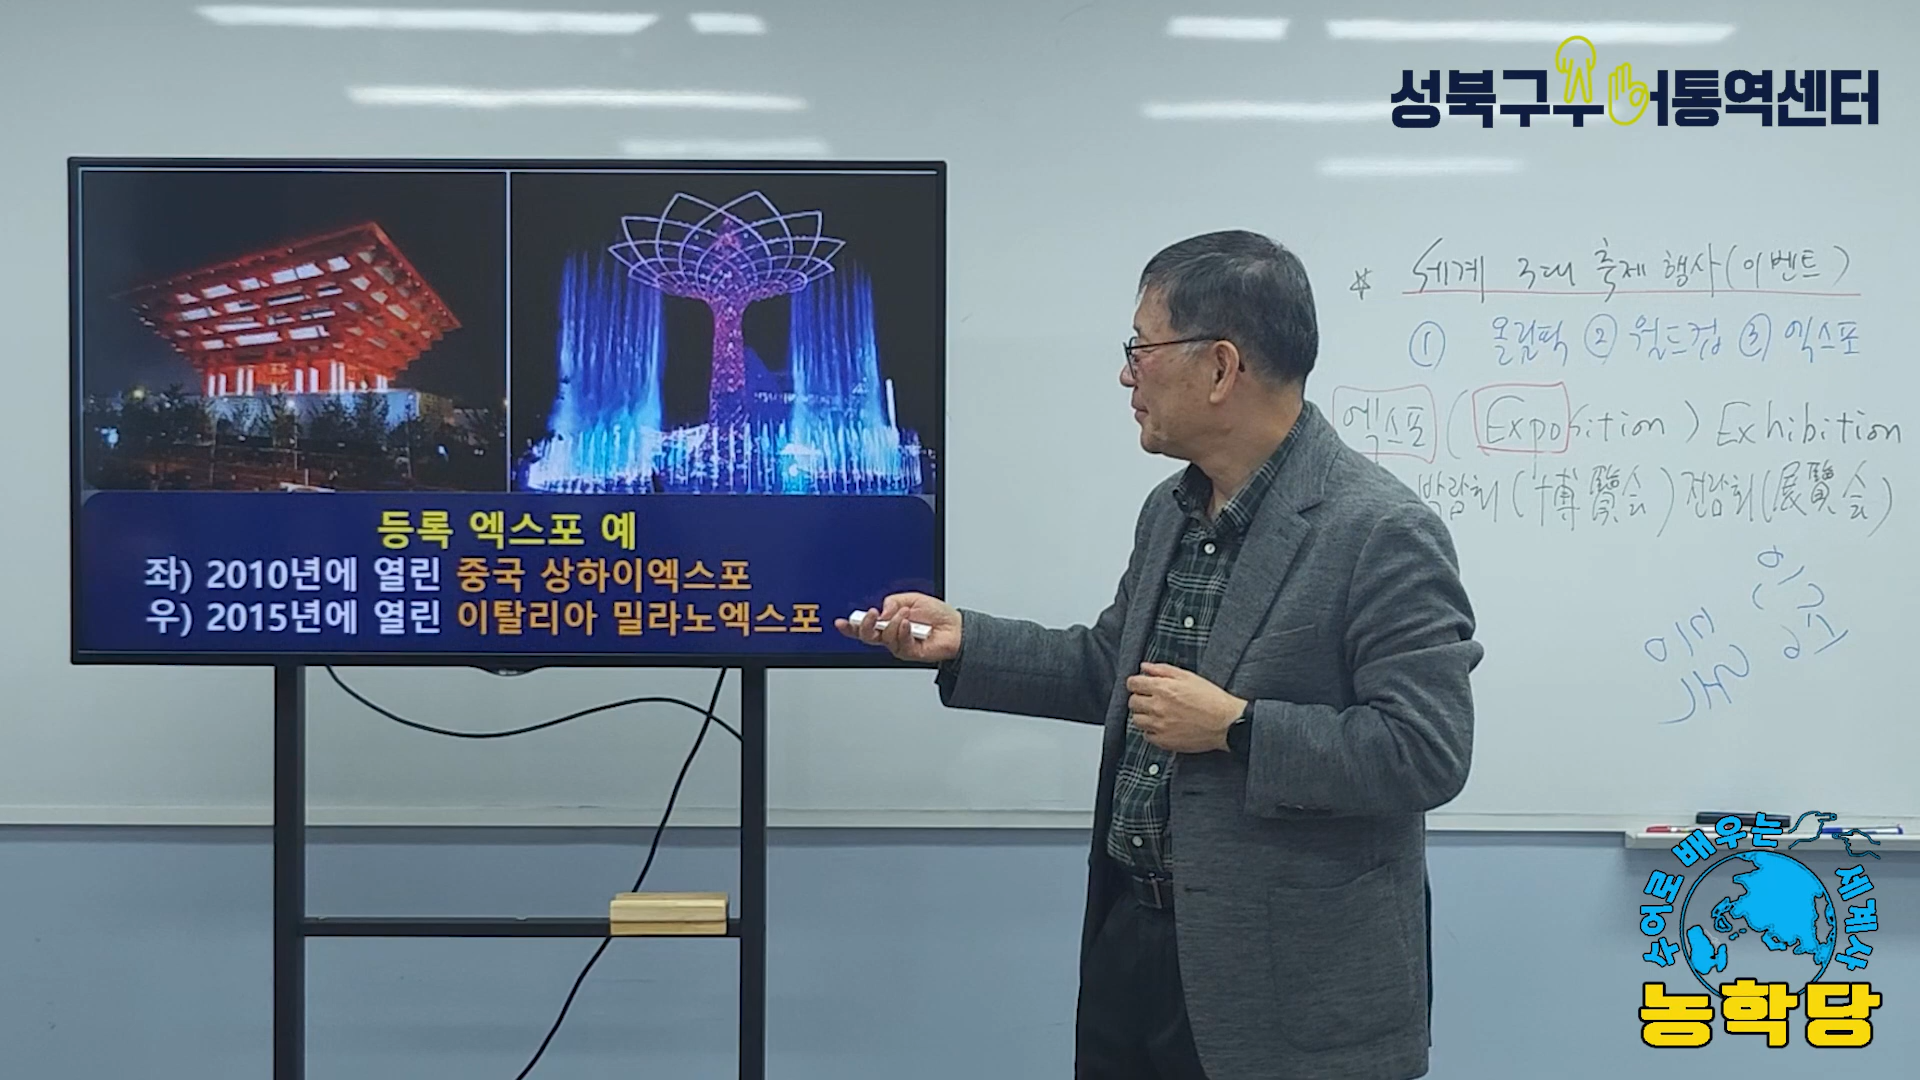 성북구수어통역센터
등록 엑스포 예
좌) 2010년에 열린 중국 상하이엑스포
우) 2015년에 열린 이탈리아 밀라노엑스포
* 세계 3대 축제 행사(이벤트)
① 올림픽 ② 월드컵 ③ 엑스포
엑스포 (Exposition) Exhibition
박람회(博覽会) 전람회(展覽会)
수어로 배우는 세계사
농학당